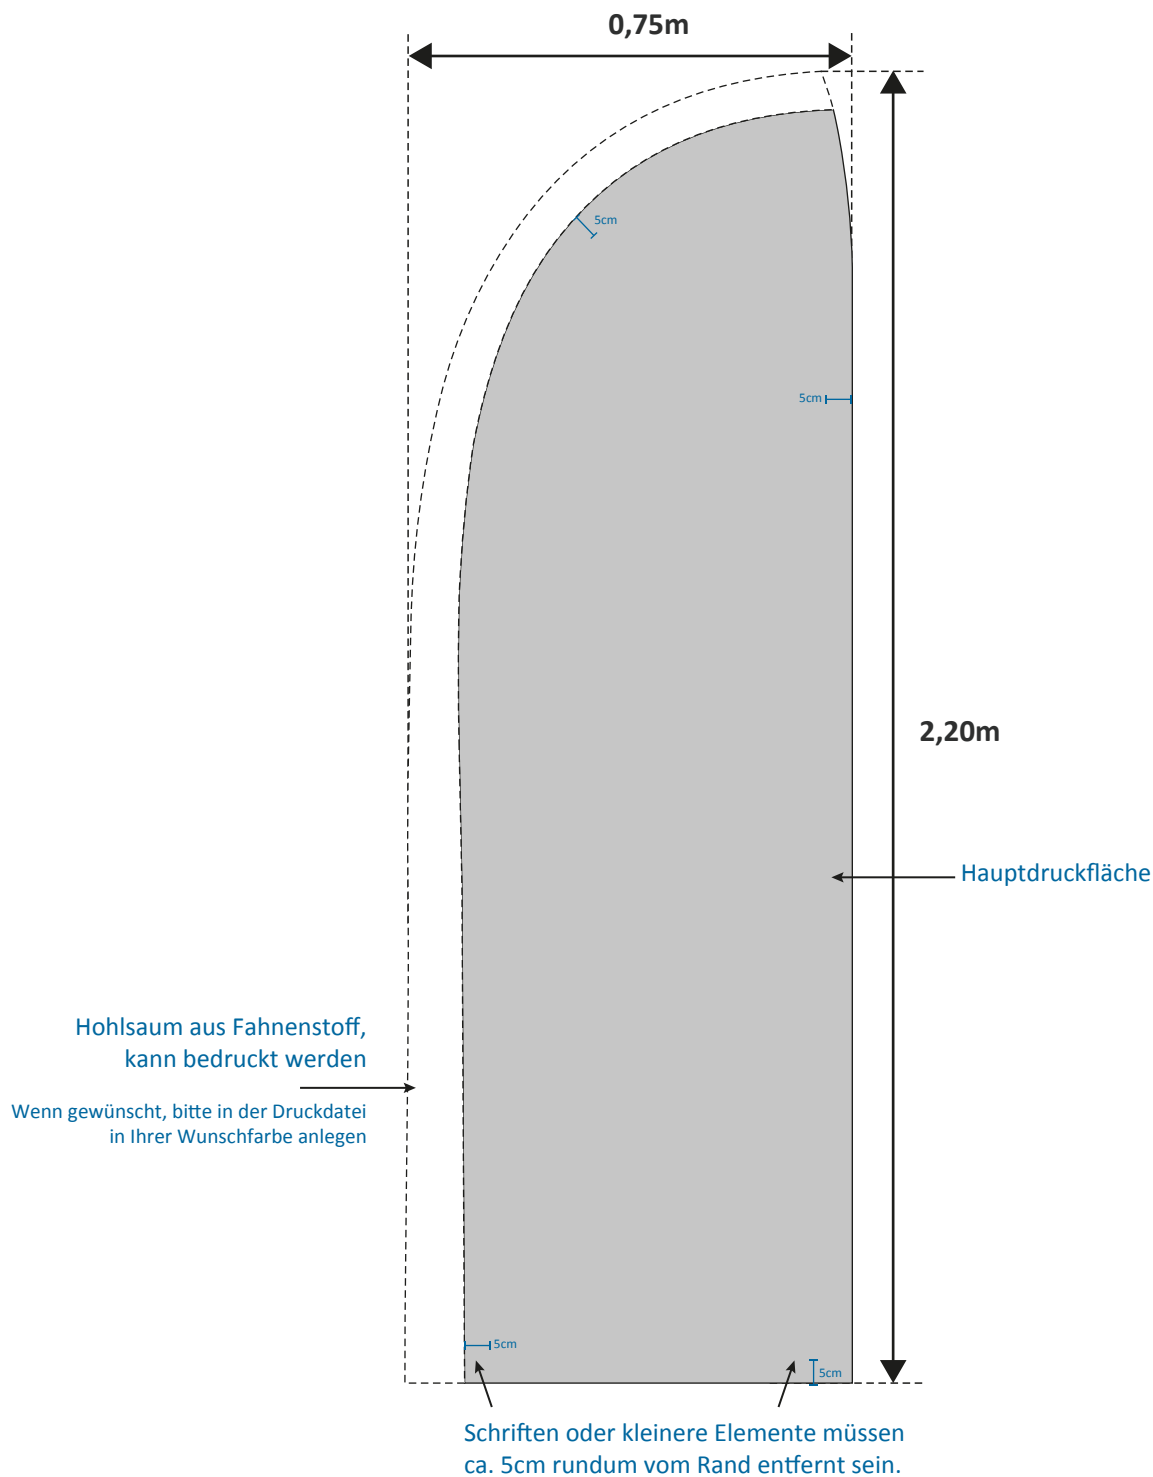 0,75m
5cm
5cm
2,20m
Hauptdruckfläche
Hohlsaum aus Fahnenstoff,
kann bedruckt werden
Wenn gewünscht, bitte in der Druckdatei
in Ihrer Wunschfarbe anlegen
5cm
5cm
Schriften oder kleinere Elemente müssen
ca. 5cm rundum vom Rand entfernt sein.